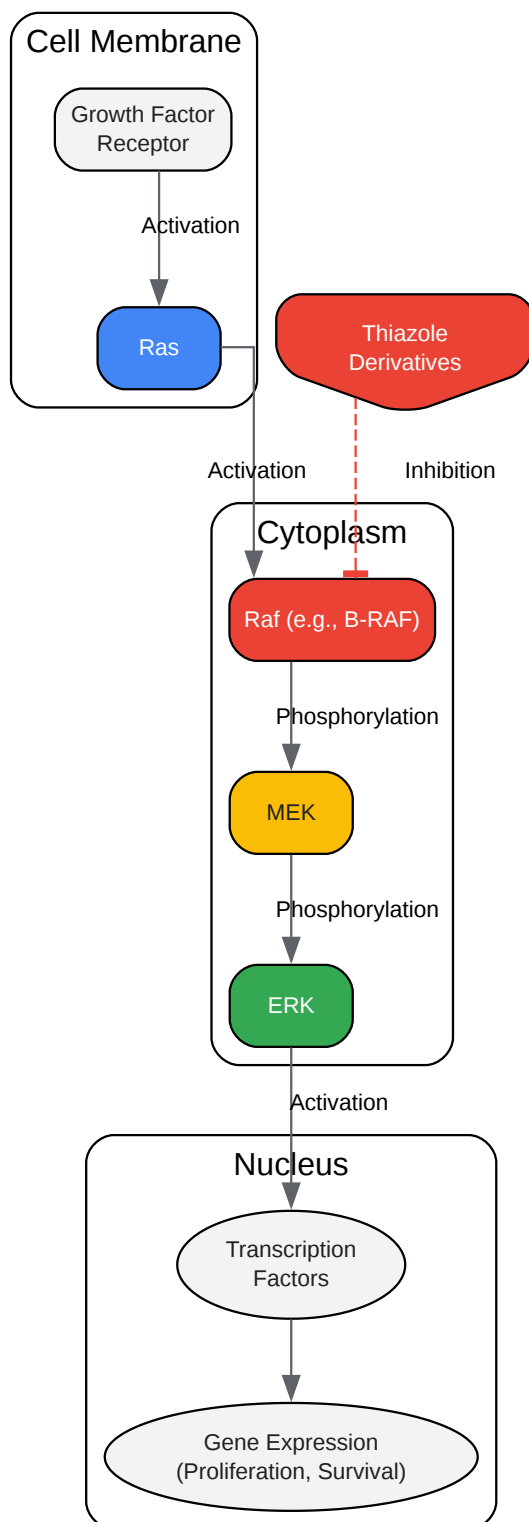 Cell Membrane
Growth Factor
Receptor
Activation
Ras
Thiazole
Derivatives
Activation
Inhibition
Cytoplasm
Raf (e.g., B-RAF)
Phosphorylation
MEK
Phosphorylation
ERK
Activation
Nucleus
Transcription
Factors
Gene Expression
(Proliferation, Survival)